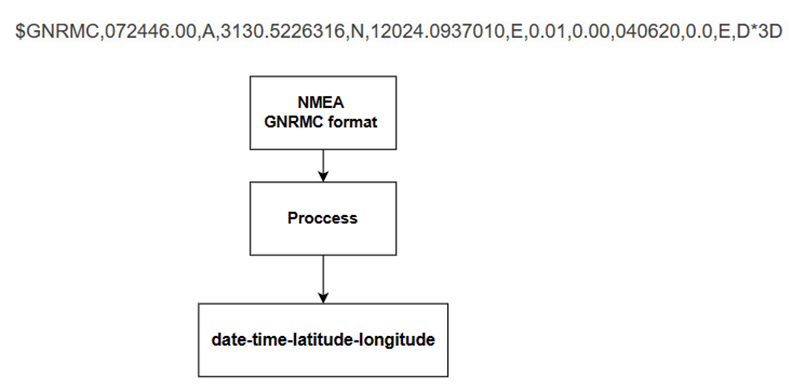 $GNRMC,072446.00,A,3130.5226316,N,12024.0937010,E,0.01,0.00,040620,0.0,E,D*3D
NMEA
GNRMC format
Proccess
date-time-latitude-longitude